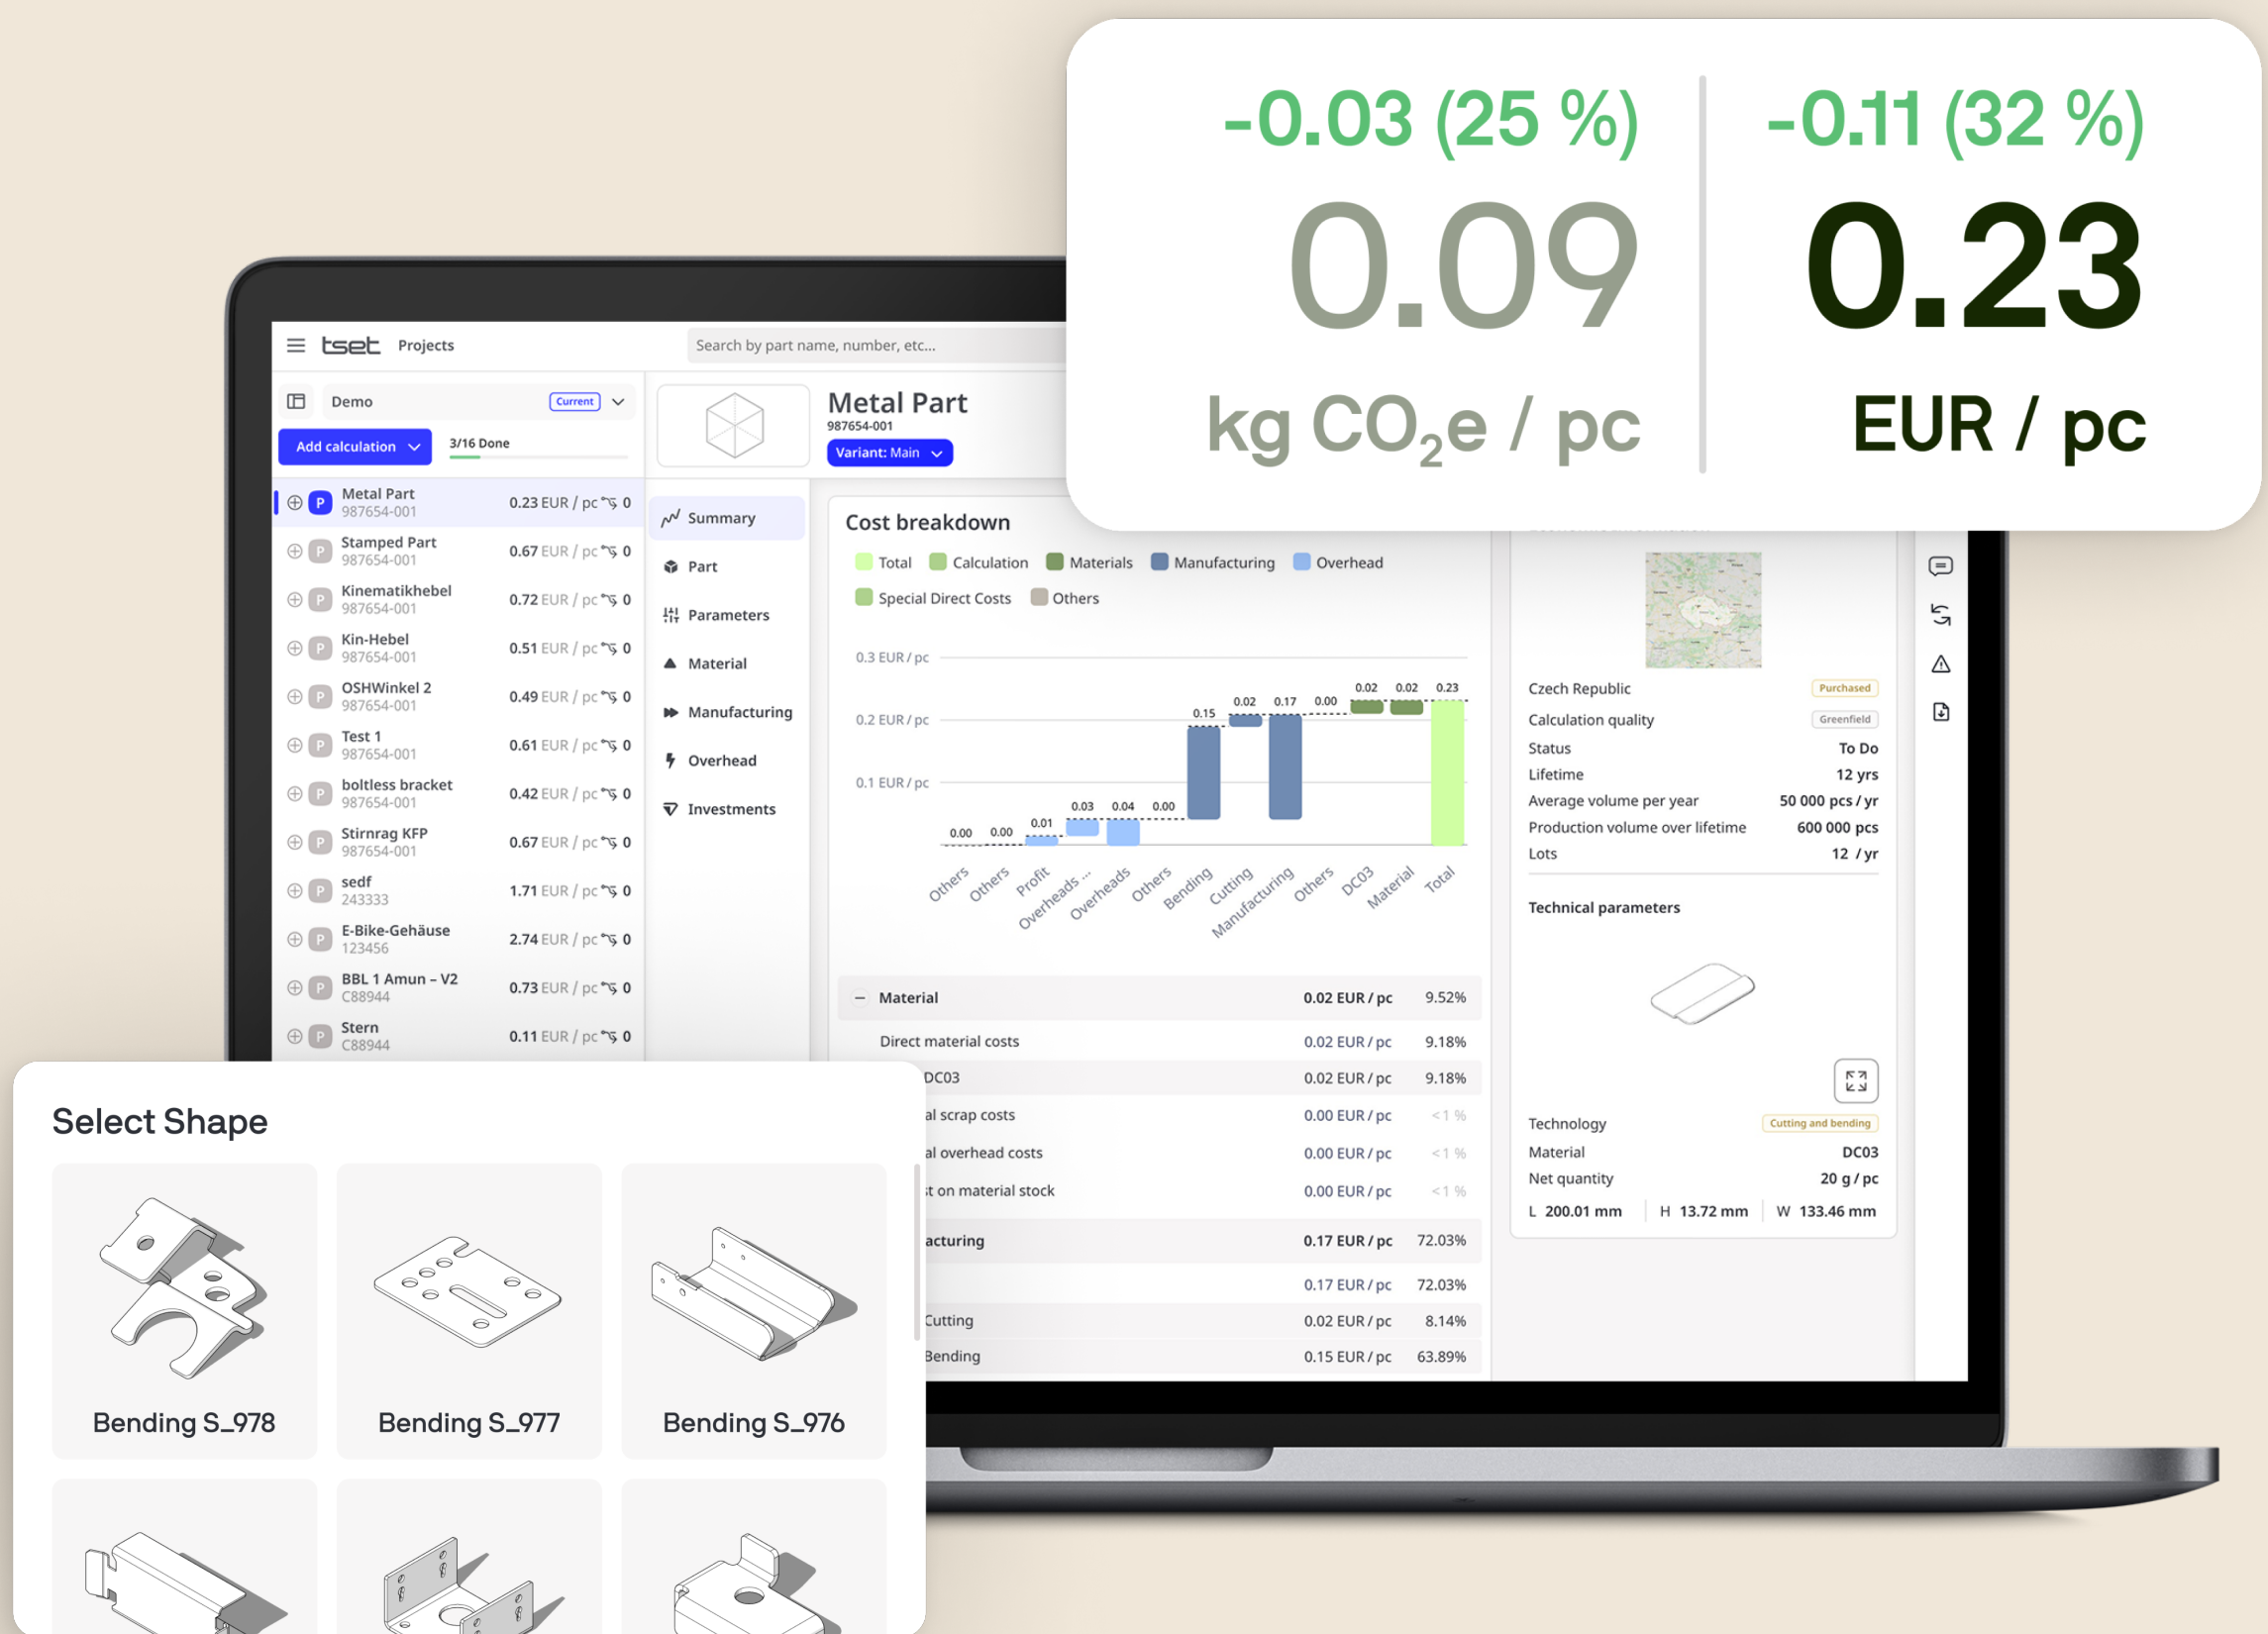 -0.03 (25 %)
0.09
kg CO₂e / pc
-0.11 (32 %)
0.23
EUR / pc
tset Projects
Search by part name, number, etc...
Demo Current
Add calculation 3/16 Done
Metal Part
987654-001
0.23 EUR / pc 0
Stamped Part
987654-001
0.67 EUR / pc 0
Kinematikhebel
987654-001
0.72 EUR / pc 0
Kin-Hebel
987654-001
0.51 EUR / pc 0
OSHWinkel 2
987654-001
0.49 EUR / pc 0
Test 1
987654-001
0.61 EUR / pc 0
boltless bracket
987654-001
0.42 EUR / pc 0
Stirnrag KFP
987654-001
0.67 EUR / pc 0
sedf
243333
1.71 EUR / pc 0
E-Bike-Gehäuse
123456
2.74 EUR / pc 0
BBL 1 Amun – V2
C88944
0.73 EUR / pc 0
Stern
C88944
0.11 EUR / pc 0
Metal Part
987654-001
Variant: Main
Summary
Part
Parameters
Material
Manufacturing
Overhead
Investments
Cost breakdown
Total Calculation Materials Manufacturing Overhead
Special Direct Costs Others
0.3 EUR / pc
0.2 EUR / pc
0.1 EUR / pc
0.00 0.00 0.01 0.03 0.04 0.00 0.15 0.02 0.17 0.00 0.02 0.02 0.23
Others Others Profit Overheads ... Overheads Others Bending Cutting Manufacturing Others DC03 Material Total
Material 0.02 EUR / pc 9.52%
Direct material costs 0.02 EUR / pc 9.18%
DC03 0.02 EUR / pc 9.18%
al scrap costs 0.00 EUR / pc <1 %
al overhead costs 0.00 EUR / pc <1 %
st on material stock 0.00 EUR / pc <1 %
acturing 0.17 EUR / pc 72.03%
0.17 EUR / pc 72.03%
Cutting 0.02 EUR / pc 8.14%
Bending 0.15 EUR / pc 63.89%
Czech Republic Purchased
Calculation quality Greenfield
Status To Do
Lifetime 12 yrs
Average volume per year 50 000 pcs / yr
Production volume over lifetime 600 000 pcs
Lots 12 / yr
Technical parameters
Technology Cutting and bending
Material DC03
Net quantity 20 g / pc
L 200.01 mm H 13.72 mm W 133.46 mm
Select Shape
Bending S_978
Bending S_977
Bending S_976